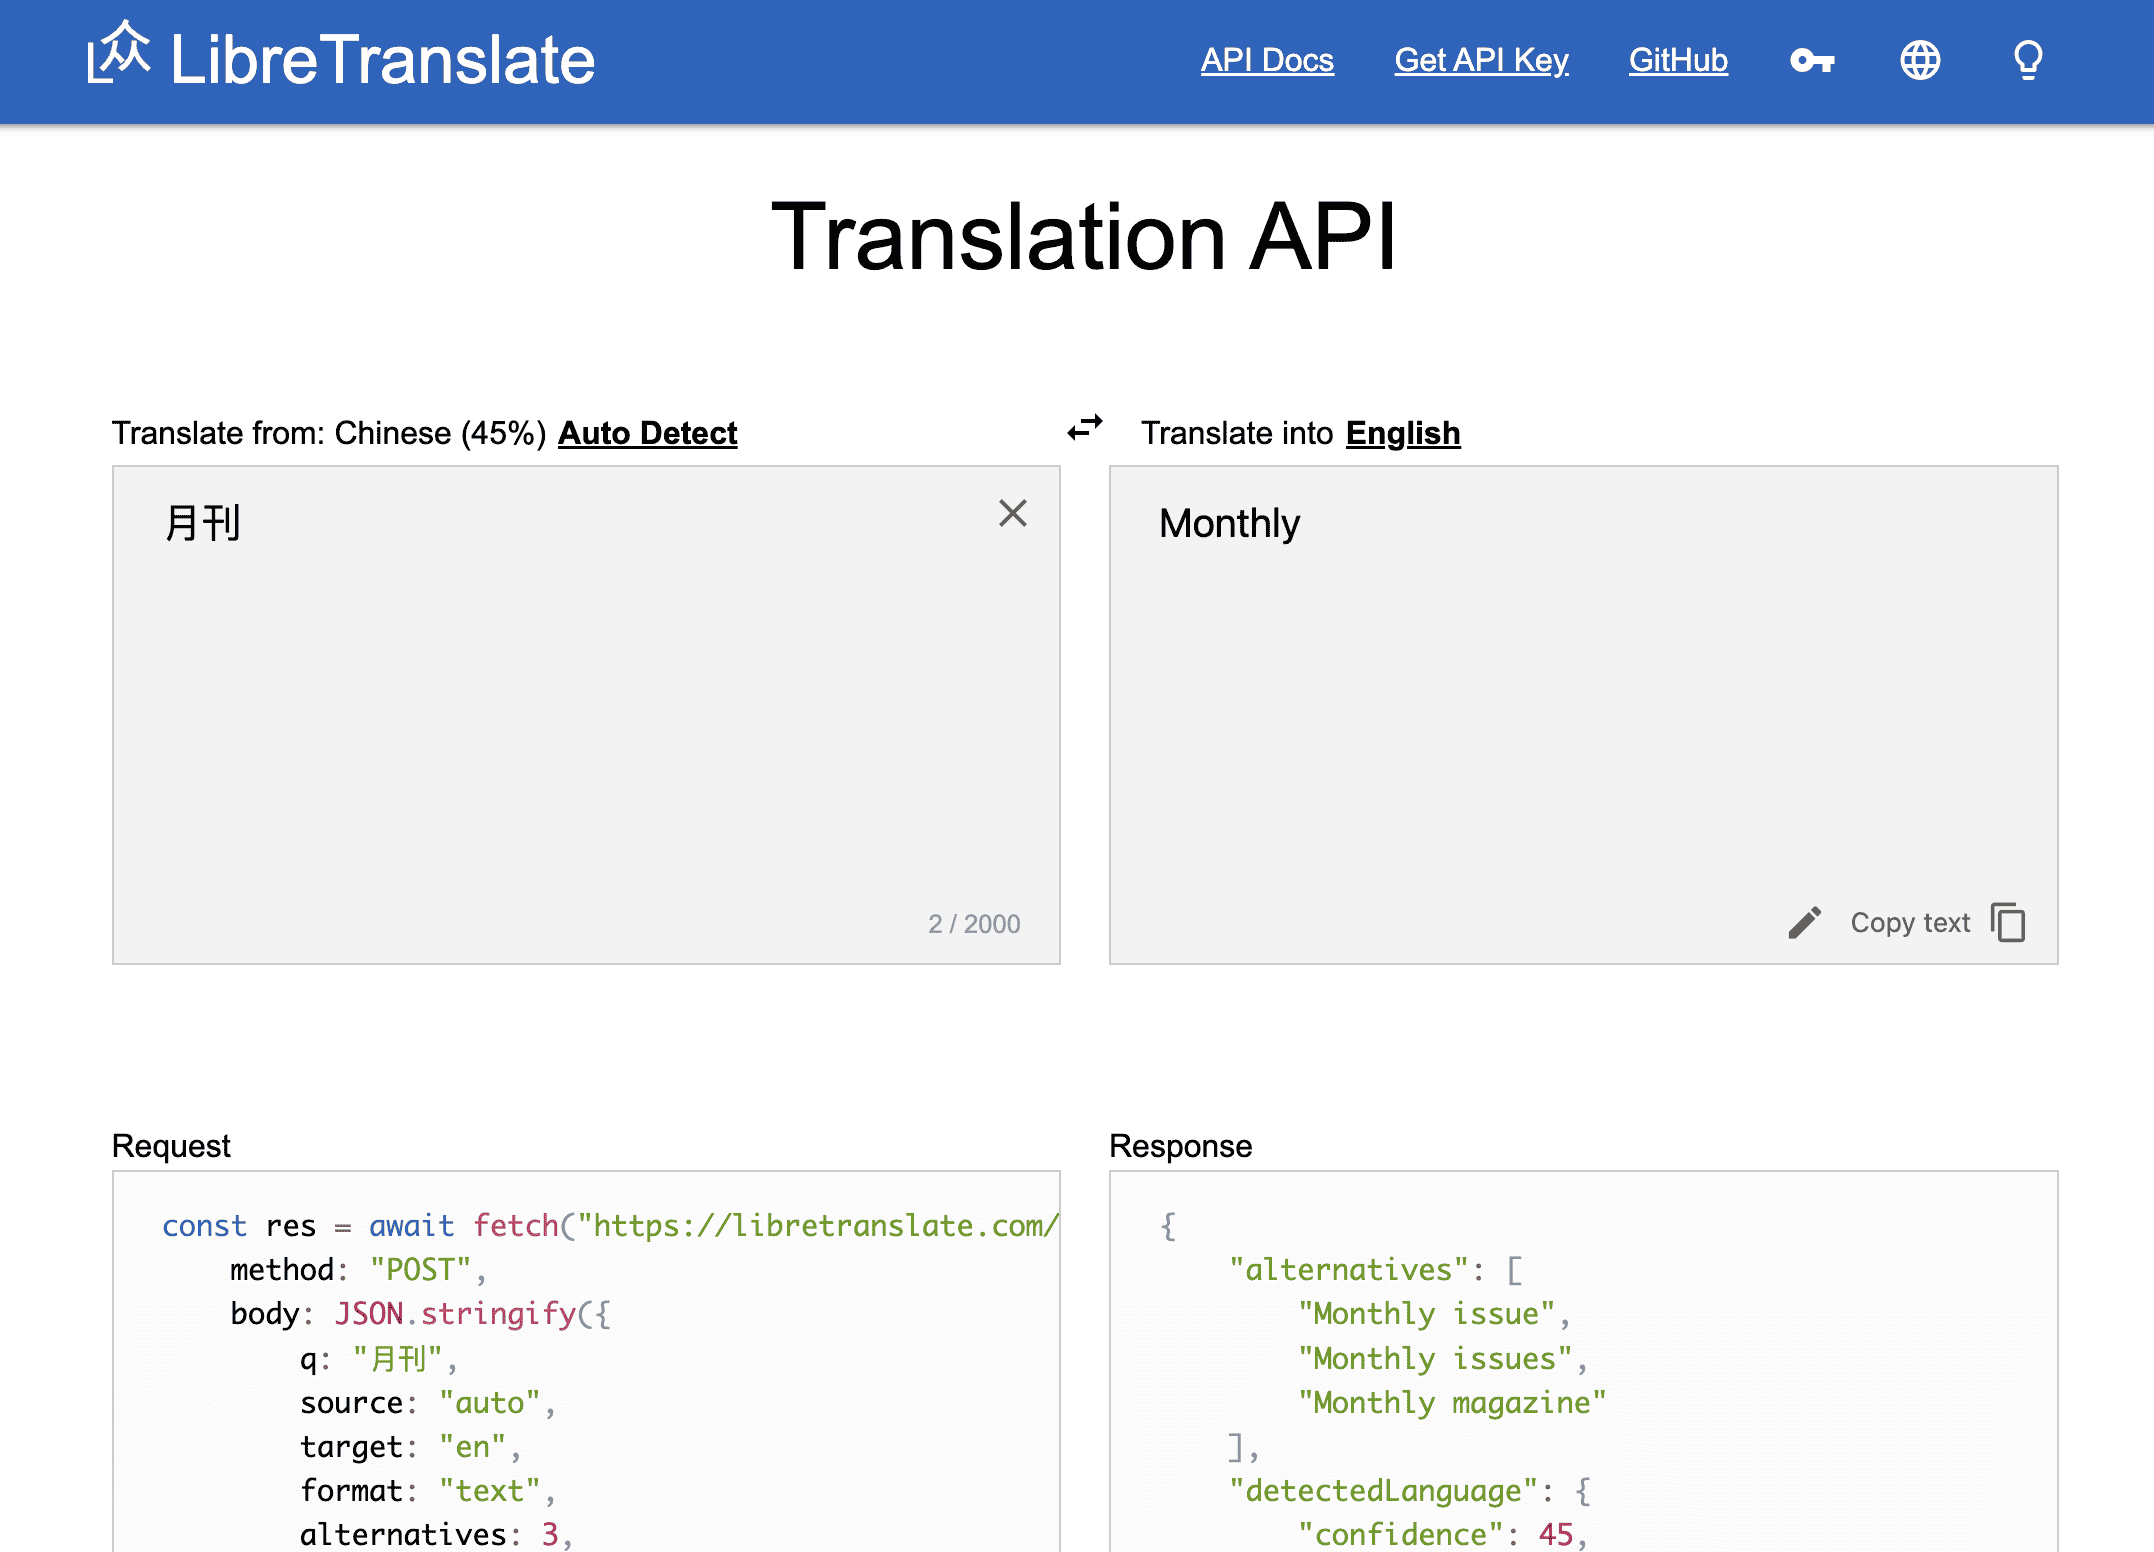 LibreTranslate
API Docs Get API Key GitHub
Translation API
Translate from: Chinese (45%) Auto Detect
Translate into English
月刊
Monthly
2 / 2000
Copy text
Request
const res = await fetch("https://libretranslate.com/
method: "POST",
body: JSON.stringify({
q: "月刊",
source: "auto",
target: "en",
format: "text",
alternatives: 3,
Response
{
"alternatives": [
"Monthly issue",
"Monthly issues",
"Monthly magazine"
],
"detectedLanguage": {
"confidence": 45,